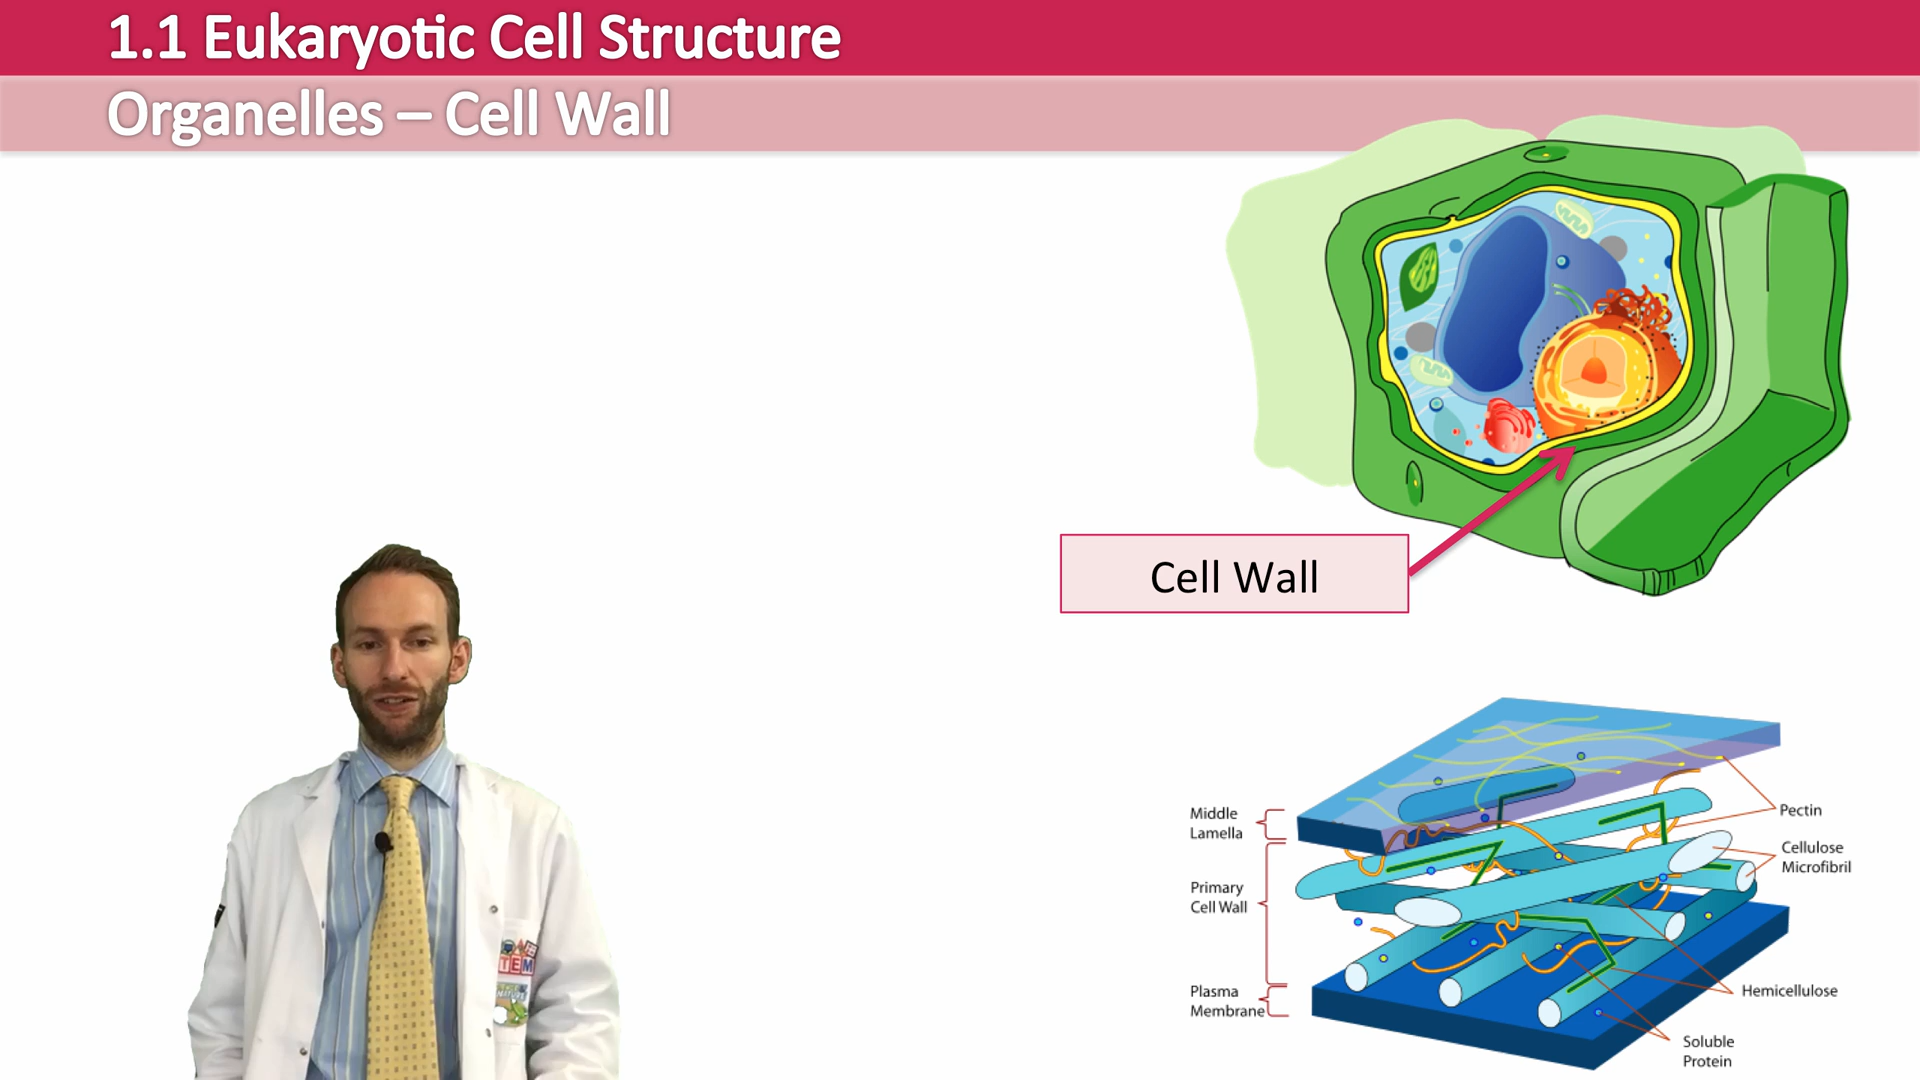 1.1 Eukaryotic Cell Structure
Organelles – Cell Wall
Cell Wall
Middle
Lamella
Primary
Cell Wall
Plasma
Membrane
Pectin
Cellulose
Microfibril
Hemicellulose
Soluble
Protein
TEM